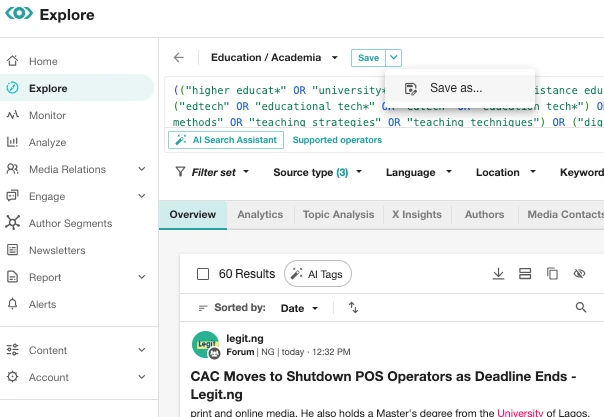 Explore
Home
Explore
Monitor
Analyze
Media Relations
Engage
Author Segments
Newsletters
Report
Alerts
Content
Account
Education / Academia
Save
Save as...
(("higher educat*" OR "university* istance edu
("edtech" OR "educational tech*" OR "edtech" OR "education tech*") O
methods" OR "teaching strategies" OR "teaching techniques") OR ("dig
AI Search Assistant
Supported operators
Filter set
Source type (3)
Language
Location
Keyword
Overview
Analytics
Topic Analysis
X Insights
Authors
Media Contacts
60 Results
AI Tags
Sorted by: Date
Legit
legit.ng
Forum | NG | today · 12:32 PM
CAC Moves to Shutdown POS Operators as Deadline Ends -
Legit.ng
print and online media. He also holds a Master's degree from the University of Lagos.